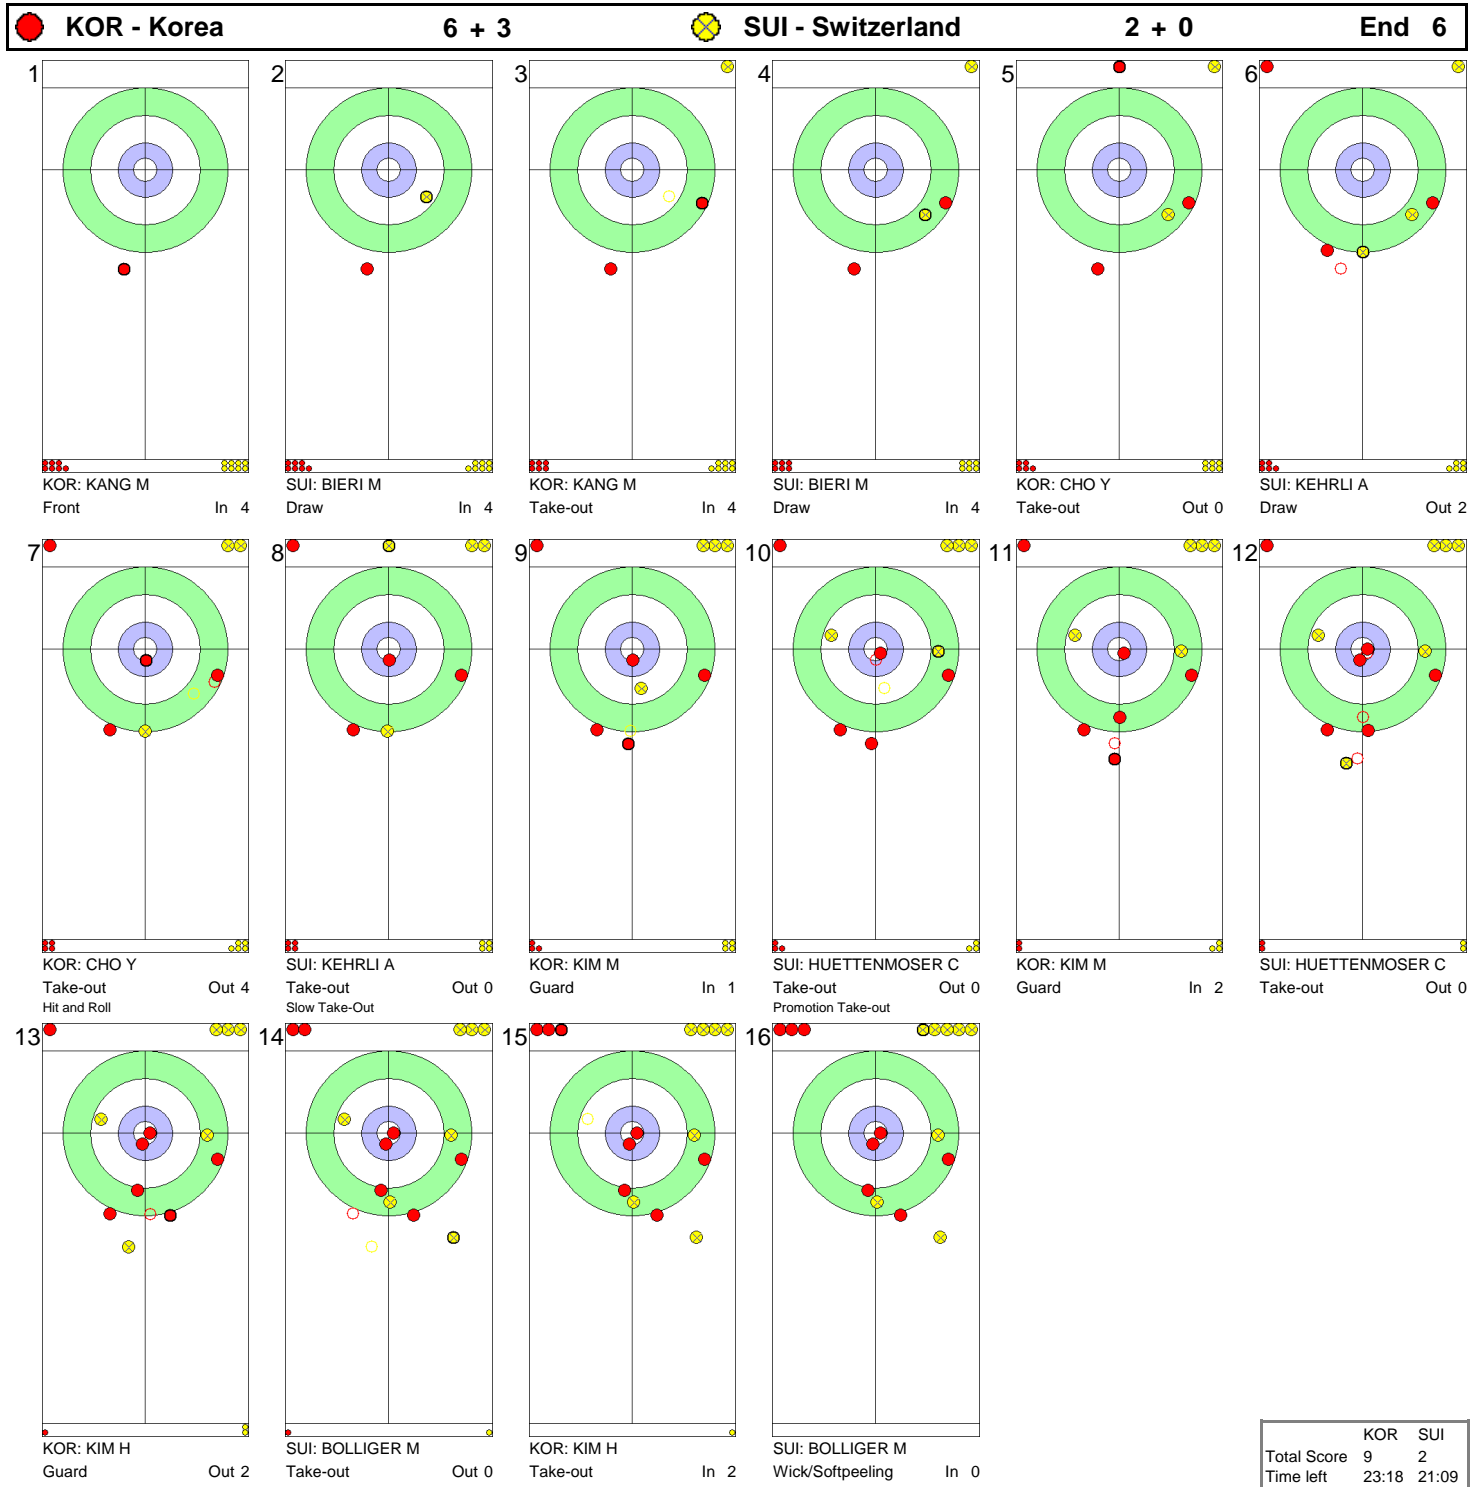 KOR - Korea 6 + 3 SUI - Switzerland 2 + 0 End 6
1 2 3 4 5 6
KOR: KANG M SUI: BIERI M KOR: KANG M SUI: BIERI M KOR: CHO Y SUI: KEHRLI A
Front In 4 Draw In 4 Take-out In 4 Draw In 4 Take-out Out 0 Draw Out 2
7 8 9 10 11 12
KOR: CHO Y SUI: KEHRLI A KOR: KIM M SUI: HUETTENMOSER C KOR: KIM M SUI: HUETTENMOSER C
Take-out Out 4 Take-out Out 0 Guard In 1 Take-out Out 0 Guard In 2 Take-out Out 0
Hit and Roll Slow Take-Out Promotion Take-out
13 14 15 16
KOR: KIM H SUI: BOLLIGER M KOR: KIM H SUI: BOLLIGER M
Guard Out 2 Take-out Out 0 Take-out In 2 Wick/Softpeeling In 0
KOR SUI
Total Score 9 2
Time left 23:18 21:09